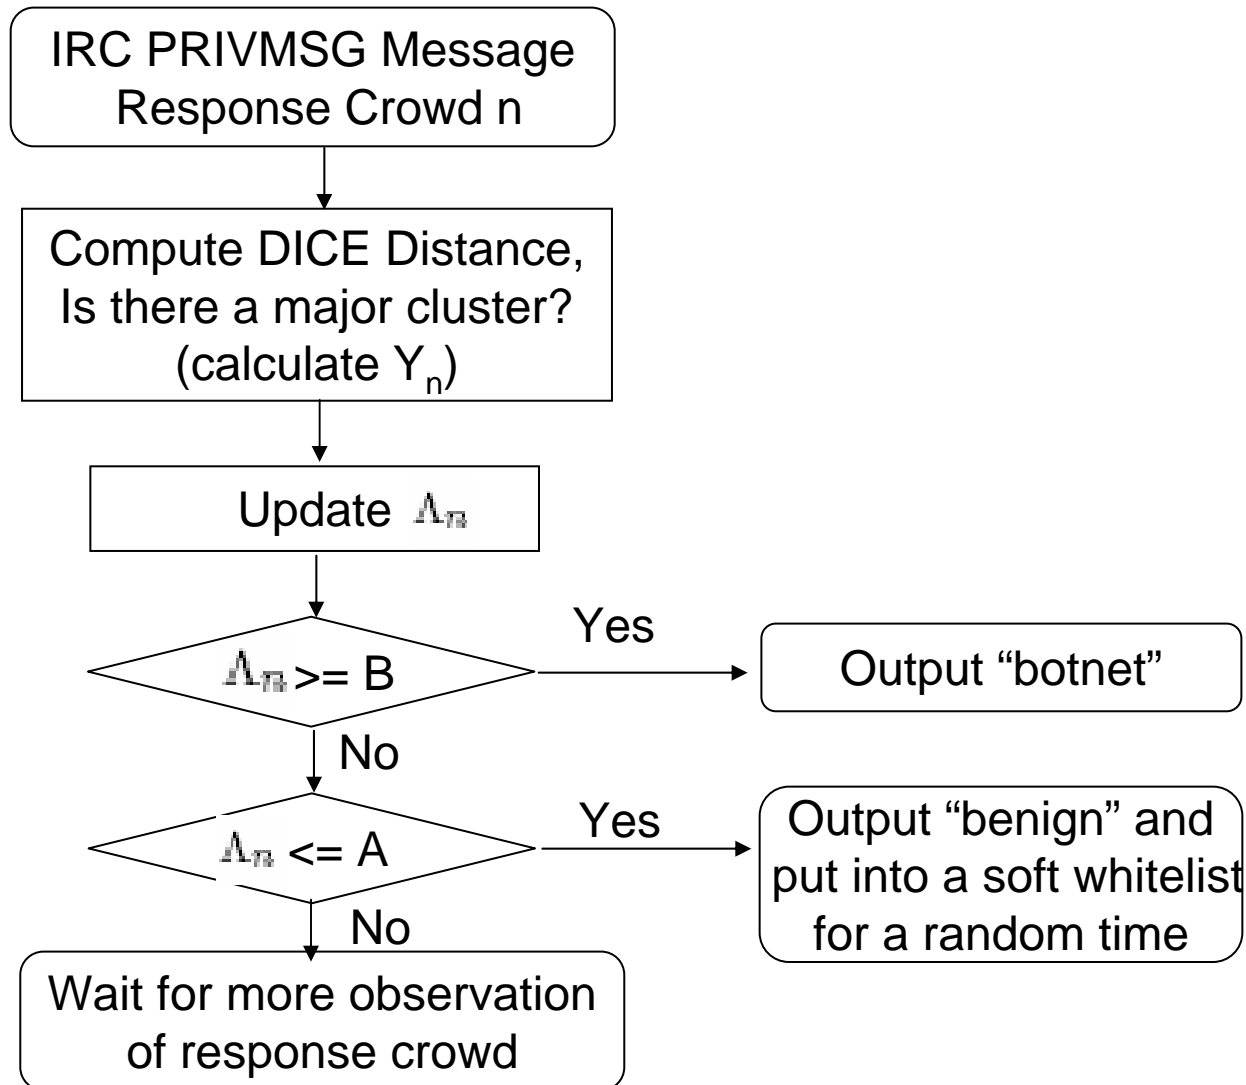 IRC PRIVMSG Message
Response Crowd n
Compute DICE Distance,
Is there a major cluster?
(calculate Yₙ)
Update Λₙ
Λₙ >= B
Yes
Output “botnet”
No
Λₙ <= A
Yes
Output “benign” and
put into a soft whitelist
for a random time
No
Wait for more observation
of response crowd